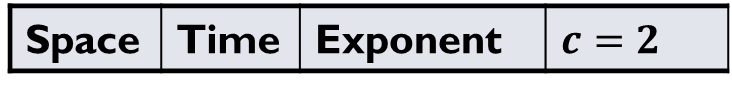 Space Time Exponent c = 2